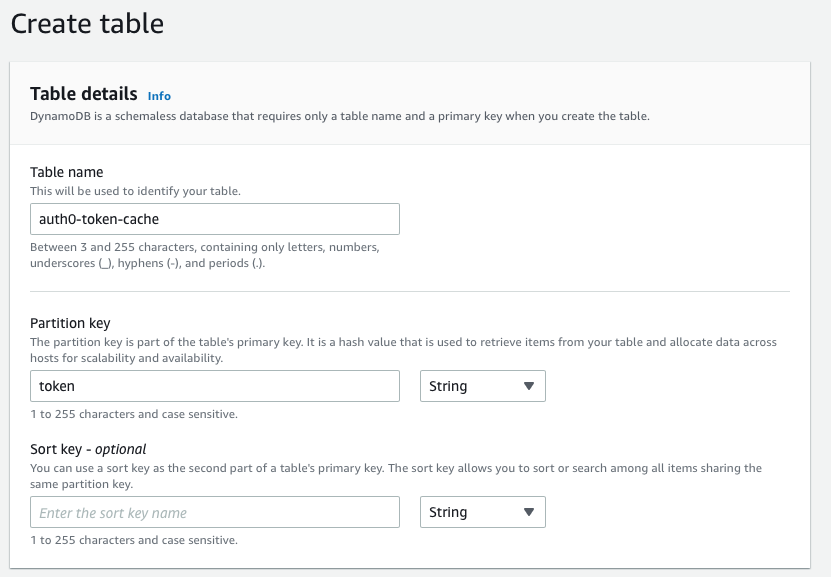 Create table
Table details Info
DynamoDB is a schemaless database that requires only a table name and a primary key when you create the table.
Table name
This will be used to identify your table.
auth0-token-cache
Between 3 and 255 characters, containing only letters, numbers,
underscores (_), hyphens (-), and periods (.).
Partition key
The partition key is part of the table's primary key. It is a hash value that is used to retrieve items from your table and allocate data across
hosts for scalability and availability.
token String
1 to 255 characters and case sensitive.
Sort key - optional
You can use a sort key as the second part of a table's primary key. The sort key allows you to sort or search among all items sharing the
same partition key.
Enter the sort key name String
1 to 255 characters and case sensitive.